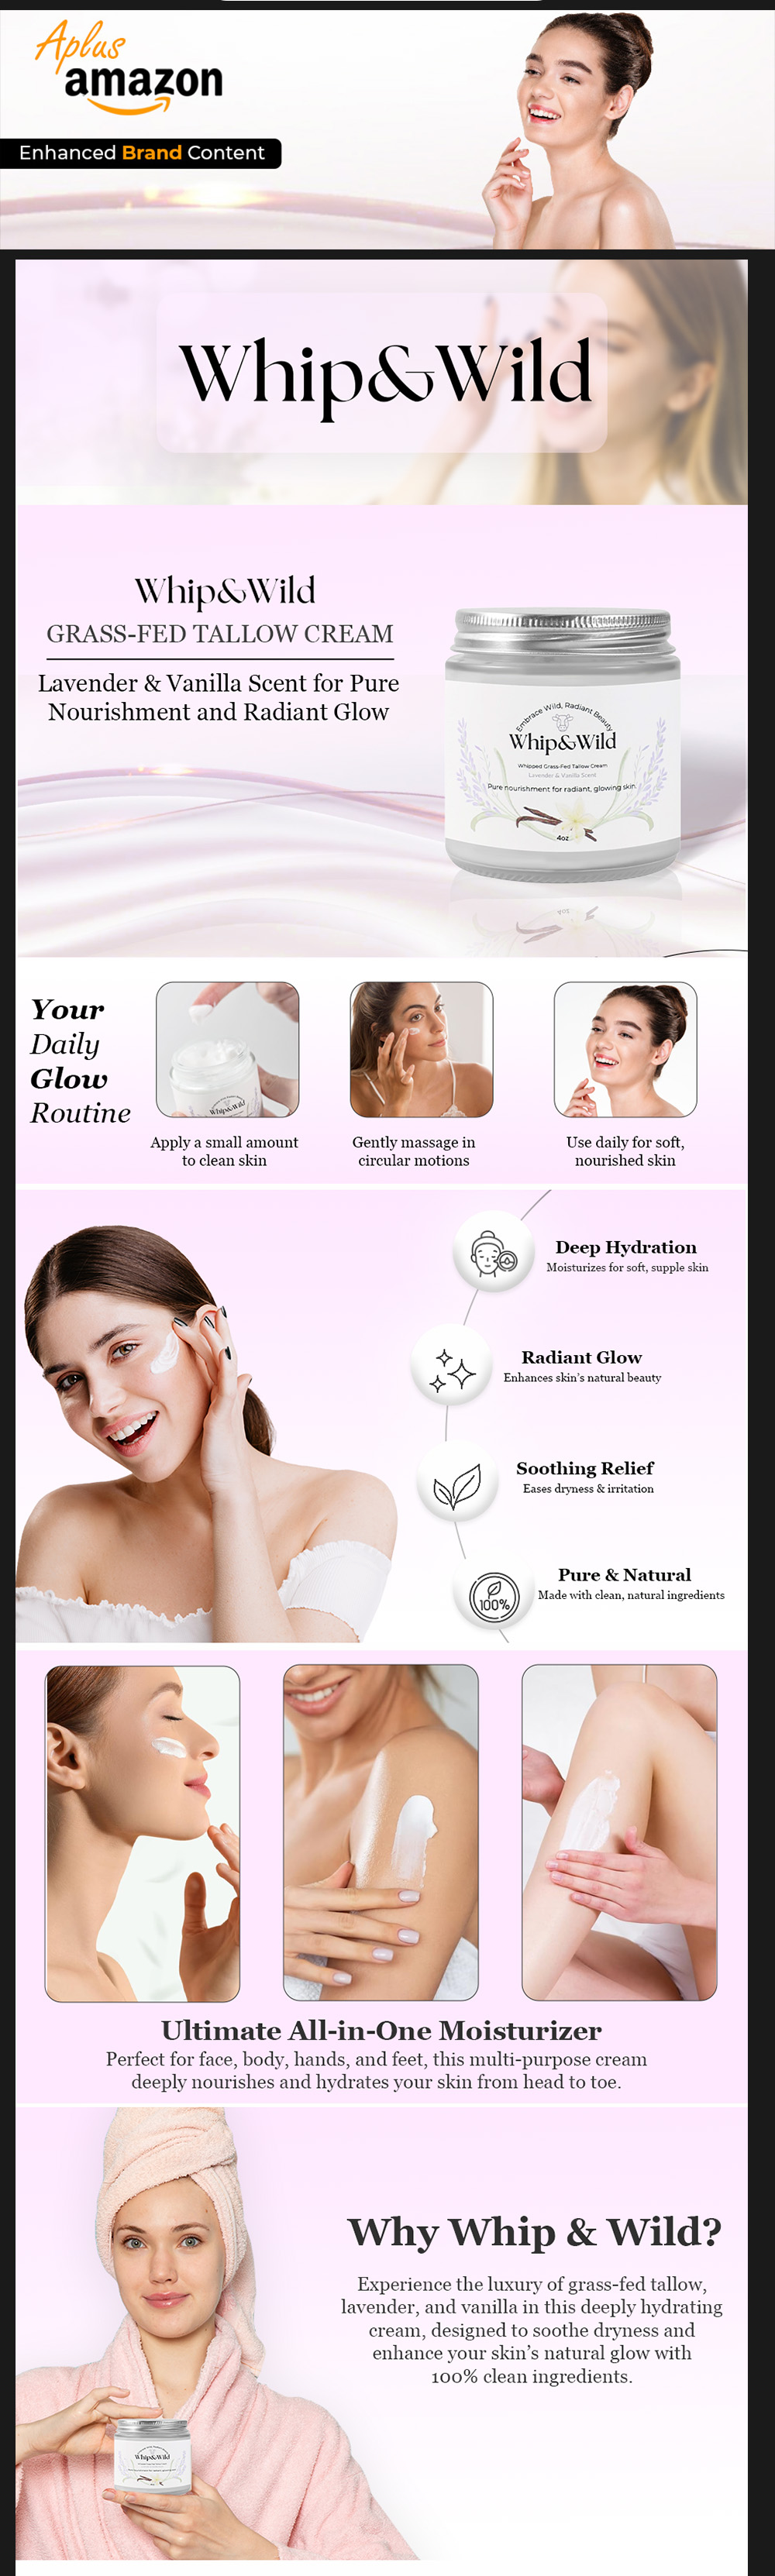 Aplus
amazon
Enhanced Brand Content
Whip&Wild
Whip&Wild
GRASS-FED TALLOW CREAM
Lavender & Vanilla Scent for Pure
Nourishment and Radiant Glow
Embrace Wild, Radiant Beauty
Whip&Wild
Whipped Grass-Fed Tallow Cream
Lavender & Vanilla Scent
Pure nourishment for radiant, glowing skin.
4oz
Your
Daily
Glow
Routine
Whip&Wild
Apply a small amount
to clean skin
Gently massage in
circular motions
Use daily for soft,
nourished skin
Deep Hydration
Moisturizes for soft, supple skin
Radiant Glow
Enhances skin’s natural beauty
Soothing Relief
Eases dryness & irritation
100%
Pure & Natural
Made with clean, natural ingredients
Ultimate All-in-One Moisturizer
Perfect for face, body, hands, and feet, this multi-purpose cream
deeply nourishes and hydrates your skin from head to toe.
Why Whip & Wild?
Experience the luxury of grass-fed tallow,
lavender, and vanilla in this deeply hydrating
cream, designed to soothe dryness and
enhance your skin’s natural glow with
100% clean ingredients.
Whip&Wild